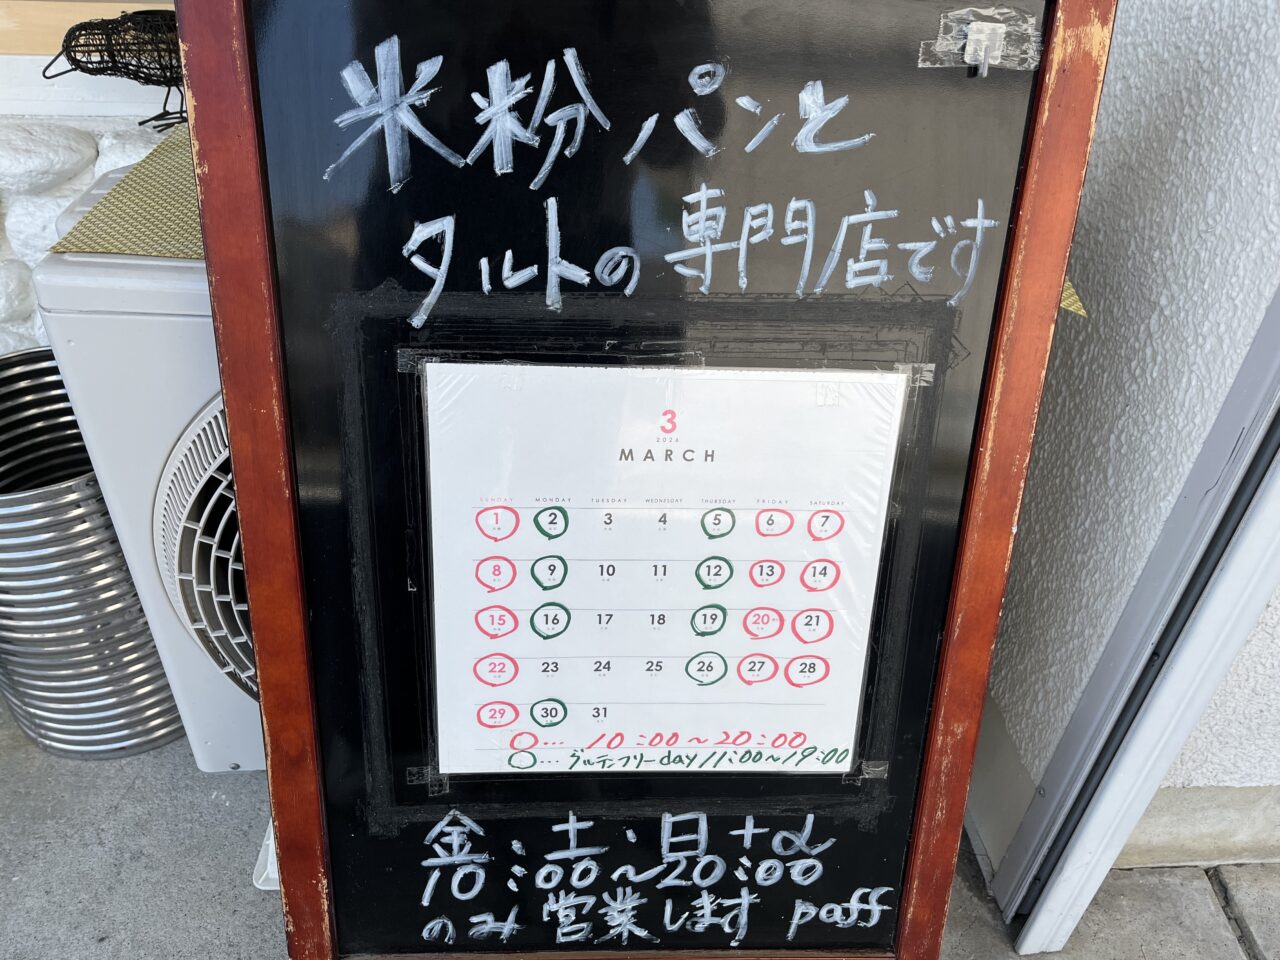 米粉パンと
タルトの専門店です
3
2026
MARCH
SUNDAY MONDAY TUESDAY WEDNESDAY THURSDAY FRIDAY SATURDAY
1 2 3 4 5 6 7
8 9 10 11 12 13 14
15 16 17 18 19 20 21
22 23 24 25 26 27 28
29 30 31
○… 10:00～20:00
○… グルテンフリーday 11:00～19:00
金・土・日+α
10:00～20:00
のみ営業します paff